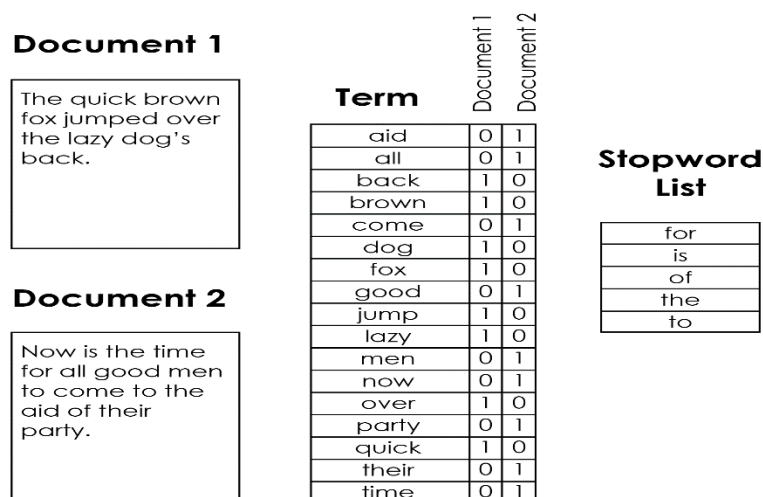 Document 1
The quick brown
fox jumped over
the lazy dog's
back.
Document 2
Now is the time
for all good men
to come to the
aid of their
party.
Term Document 1 Document 2
aid 0 1
all 0 1
back 1 0
brown 1 0
come 0 1
dog 1 0
fox 1 0
good 0 1
jump 1 0
lazy 1 0
men 0 1
now 0 1
over 1 0
party 0 1
quick 1 0
their 0 1
time 0 1
Stopword
List
for
is
of
the
to